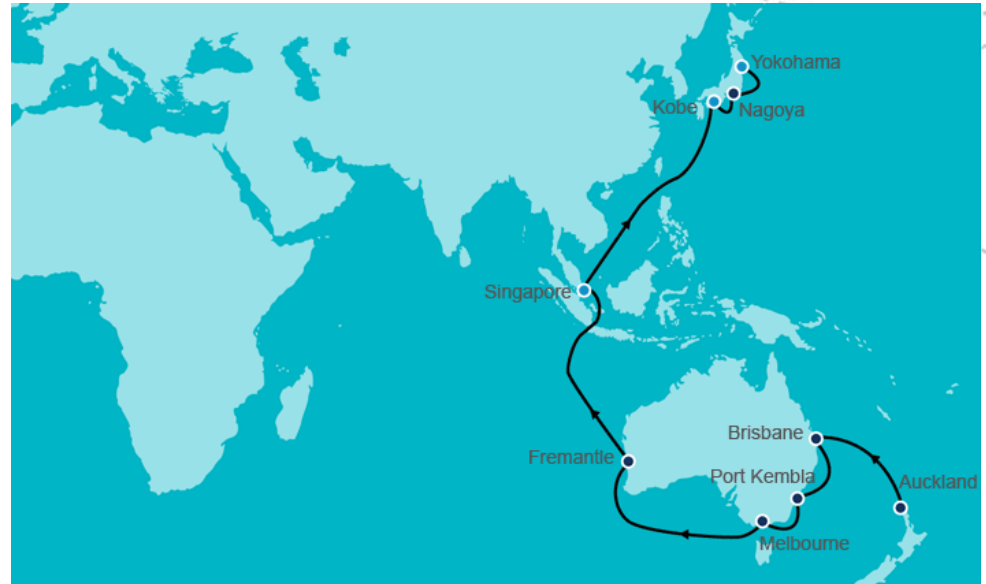 Yokohama
Kobe
Nagoya
Singapore
Brisbane
Fremantle
Port Kembla
Auckland
Melbourne